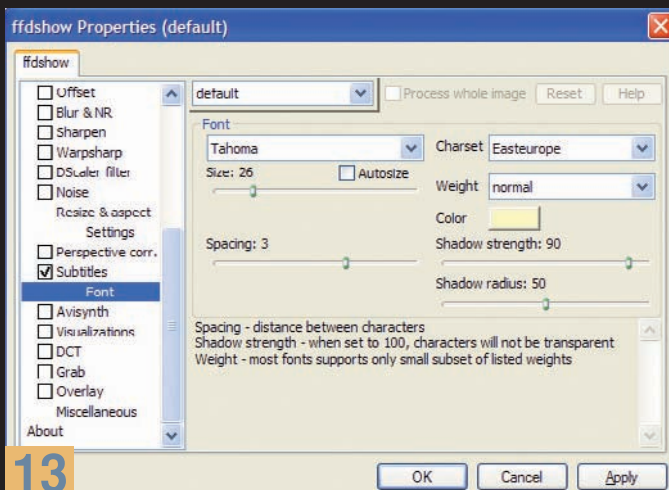 ffdshow Properties (default)
ffdshow
Offset
Blur & NR
Sharpen
Warpsharp
DScaler filter
Noise
Resize & aspect
Settings
Perspective corr.
Subtitles
Font
Avisynth
Visualizations
DCT
Grab
Overlay
Miscellaneous
About
default
Process whole image
Reset
Help
Font
Tahoma
Charset
Easteurope
Size: 26
Autosize
Weight
normal
Color
Spacing: 3
Shadow strength: 90
Shadow radius: 50
Spacing - distance between characters
Shadow strength - when set to 100, characters will not be transparent
Weight - most fonts supports only small subset of listed weights
OK
Cancel
Apply
13